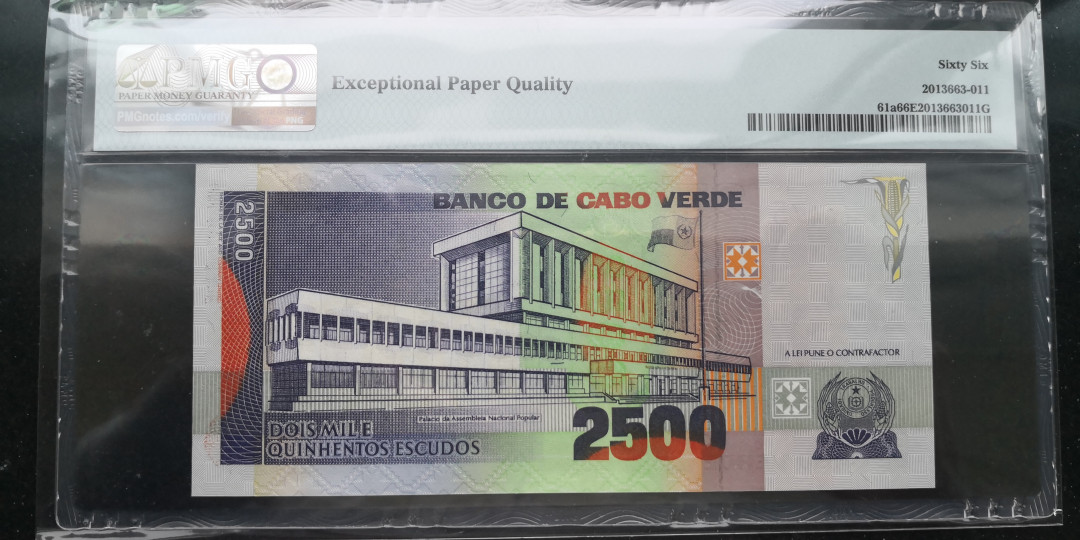 PMG
PAPER MONEY GUARANTY
PMGnotes.com/verify PMG
Exceptional Paper Quality
Sixty Six
2013663-011
61a66E2013663011G
BANCO DE CABO VERDE
2500
A LEI PUNE O CONTRAFACTOR
Palácio da Assembleia Nacional Popular
DOIS MIL E
QUINHENTOS ESCUDOS
2500